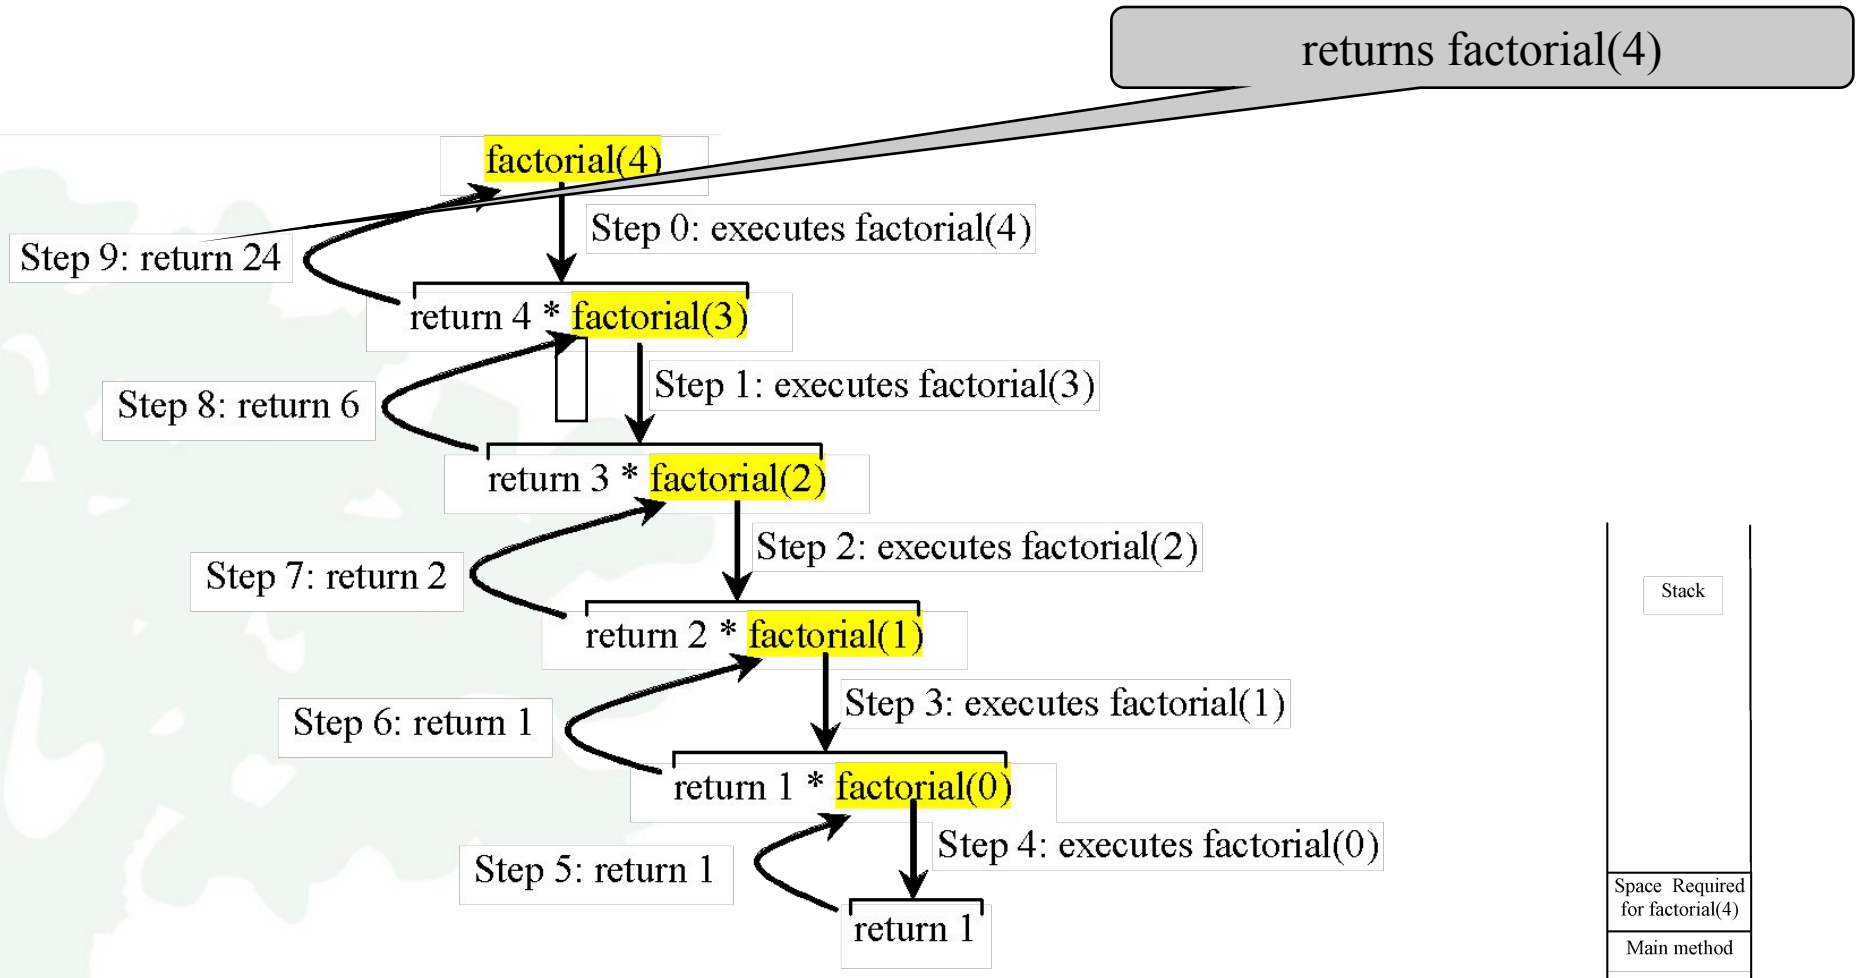 returns factorial(4)
factorial(4)
Step 0: executes factorial(4)
Step 9: return 24
return 4 * factorial(3)
Step 1: executes factorial(3)
Step 8: return 6
return 3 * factorial(2)
Step 2: executes factorial(2)
Step 7: return 2
Stack
return 2 * factorial(1)
Step 3: executes factorial(1)
Step 6: return 1
return 1 * factorial(0)
Step 4: executes factorial(0)
Step 5: return 1
return 1
Space Required
for factorial(4)
Main method